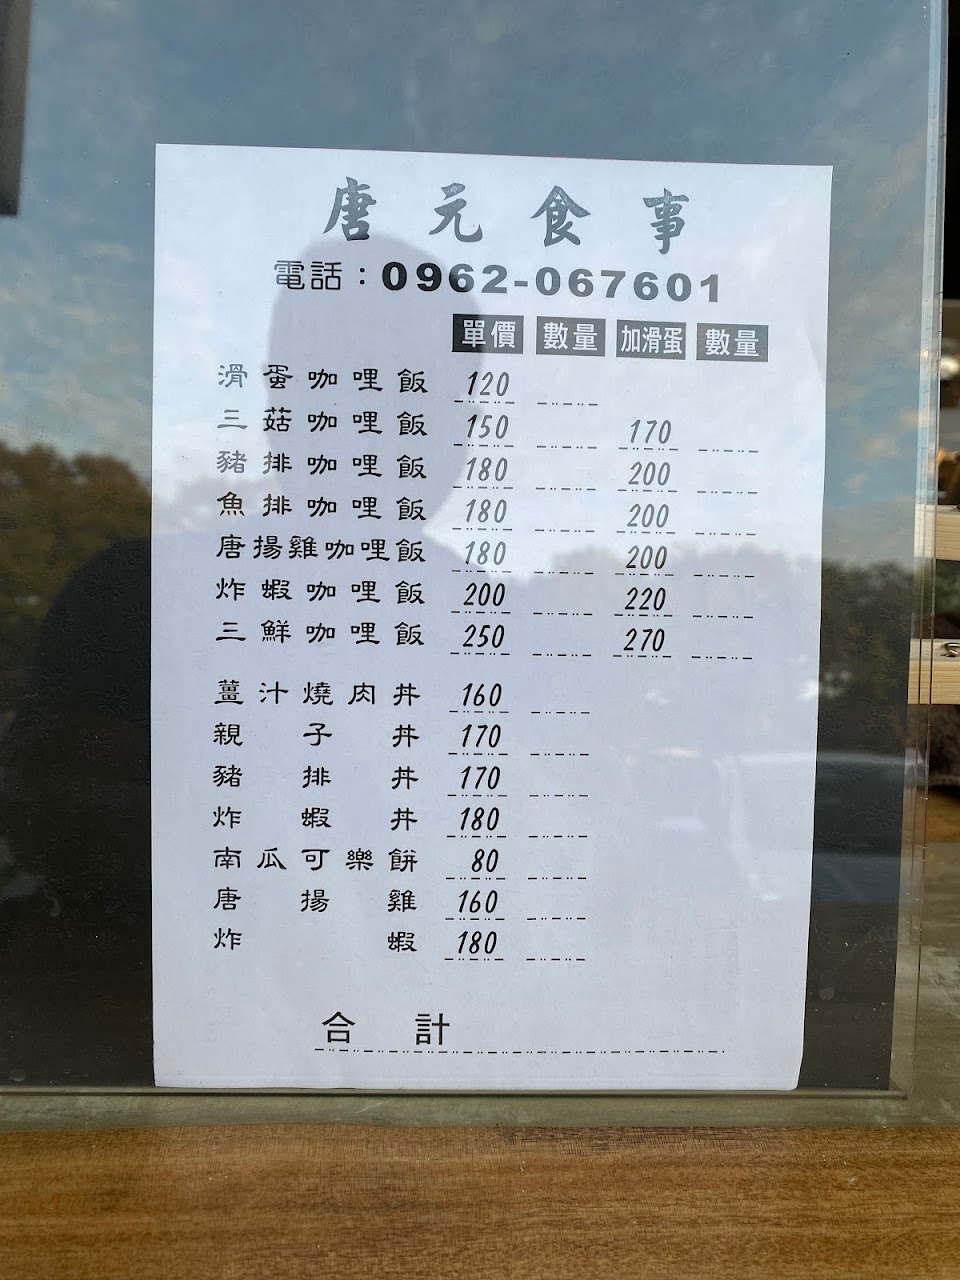 唐元食事
電話：0962-067601
單價 數量 加滑蛋 數量
滑蛋咖哩飯 120
三菇咖哩飯 150 170
豬排咖哩飯 180 200
魚排咖哩飯 180 200
唐揚雞咖哩飯 180 200
炸蝦咖哩飯 200 220
三鮮咖哩飯 250 270
薑汁燒肉丼 160
親子丼 170
豬排丼 170
炸蝦丼 180
南瓜可樂餅 80
唐揚雞 160
炸蝦 180
合計